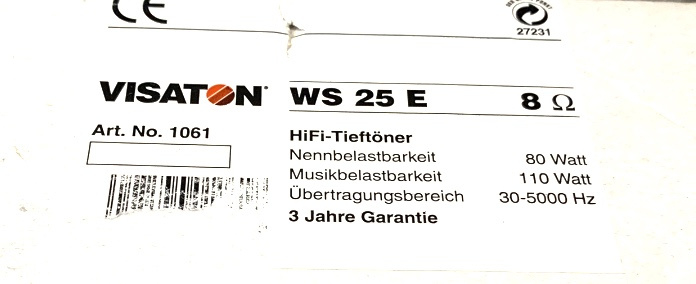 CE
27231
VISATON®
WS 25 E 8 Ω
Art. No. 1061
HiFi-Tieftöner
Nennbelastbarkeit 80 Watt
Musikbelastbarkeit 110 Watt
Übertragungsbereich 30-5000 Hz
3 Jahre Garantie